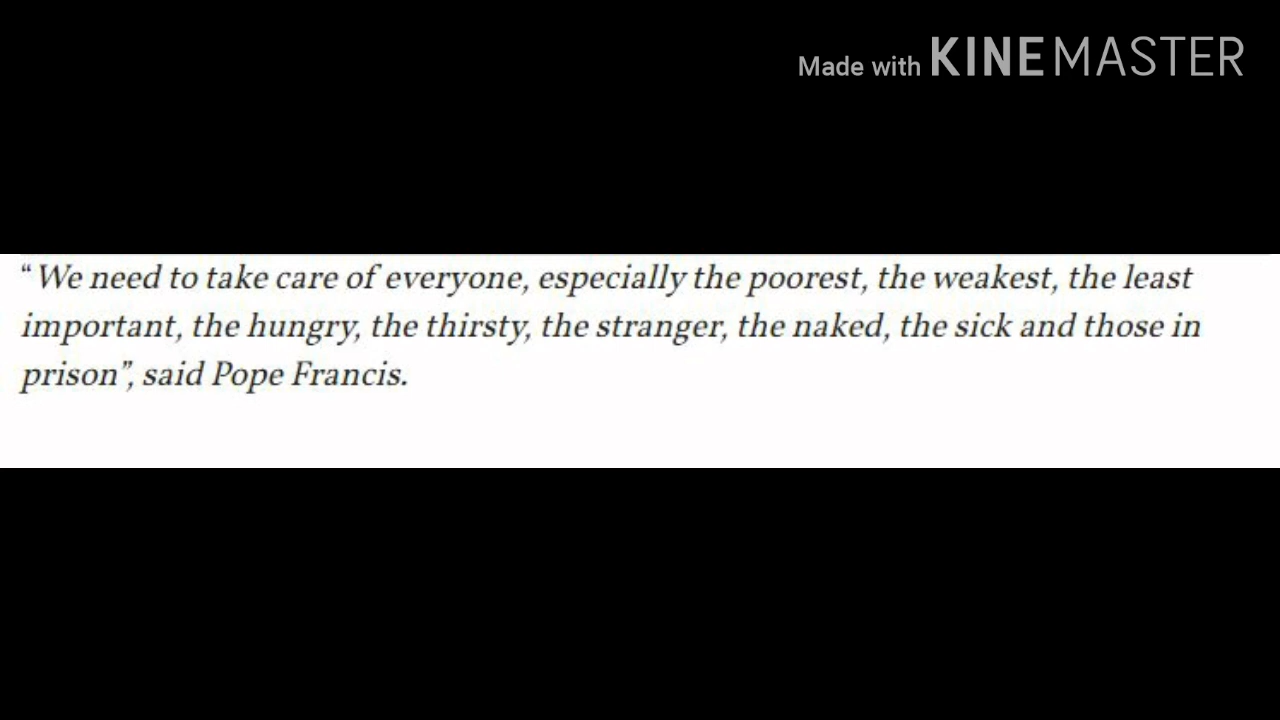 Made with KINEMASTER
“ We need to take care of everyone, especially the poorest, the weakest, the least
important, the hungry, the thirsty, the stranger, the naked, the sick and those in
prison”, said Pope Francis.